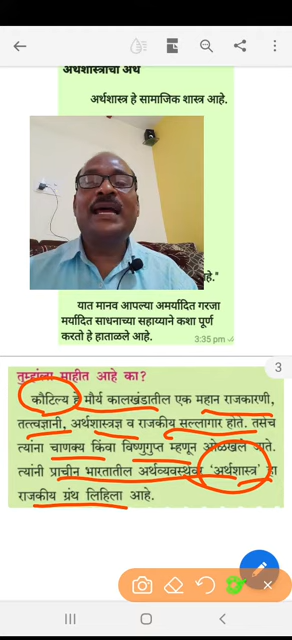 अर्थशास्त्राचा अर्थ
अर्थशास्त्र हे सामाजिक शास्त्र आहे.
हे."
यात मानव आपल्या अमर्यादित गरजा
मर्यादित साधनाच्या सहाय्याने कशा पूर्ण
करतो हे हाताळले आहे.
3:35 pm
3
तुम्हांला माहीत आहे का?
कौटिल्य हे मौर्य कालखंडातील एक महान राजकारणी,
तत्त्वज्ञानी, अर्थशास्त्रज्ञ व राजकीय सल्लागार होते. तसेच
त्यांना चाणक्य किंवा विष्णुगुप्त म्हणून ओळखले जाते.
त्यांनी प्राचीन भारतातील अर्थव्यवस्थेवर ‘अर्थशास्त्र’ हा
राजकीय ग्रंथ लिहिला आहे.